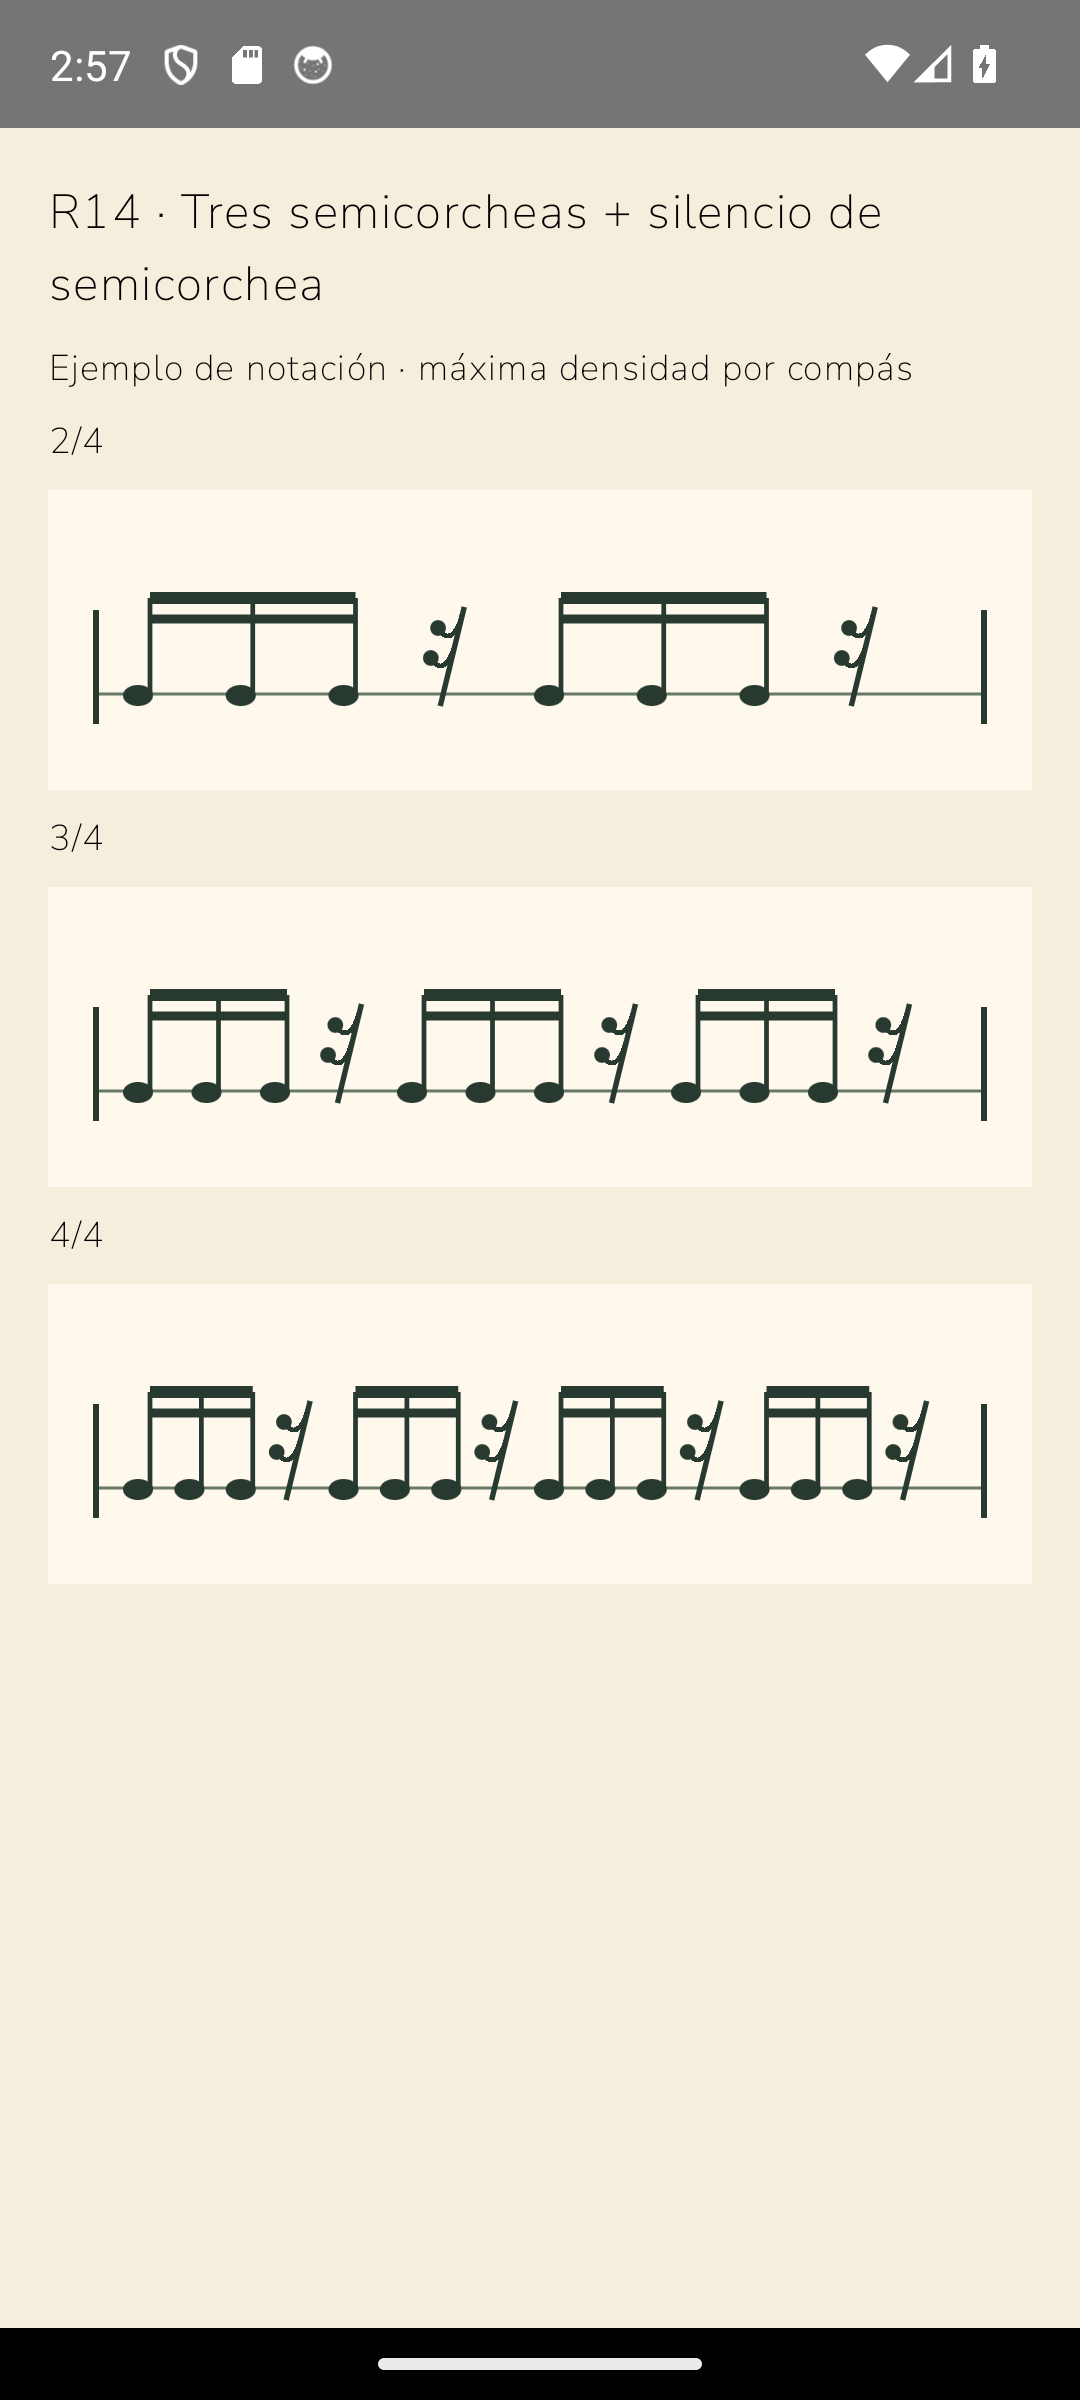 2:57
R14 · Tres semicorcheas + silencio de
semicorchea
Ejemplo de notación · máxima densidad por compás
2/4
3/4
4/4